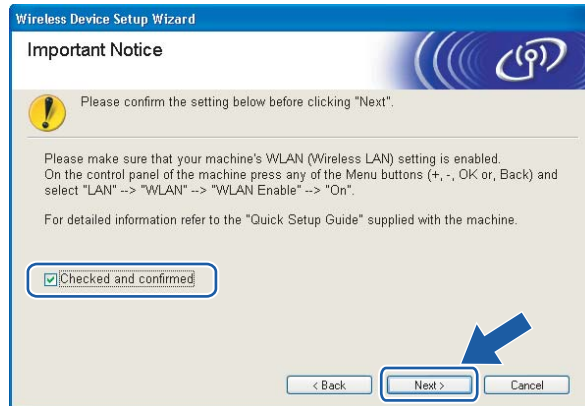 Wireless Device Setup Wizard
Important Notice
Please confirm the setting below before clicking "Next".
Please make sure that your machine's WLAN (Wireless LAN) setting is enabled.
On the control panel of the machine press any of the Menu buttons (+, -, OK or, Back) and
select "LAN" --> "WLAN" --> "WLAN Enable" --> "On".
For detailed information refer to the "Quick Setup Guide" supplied with the machine.
Checked and confirmed
< Back Next > Cancel